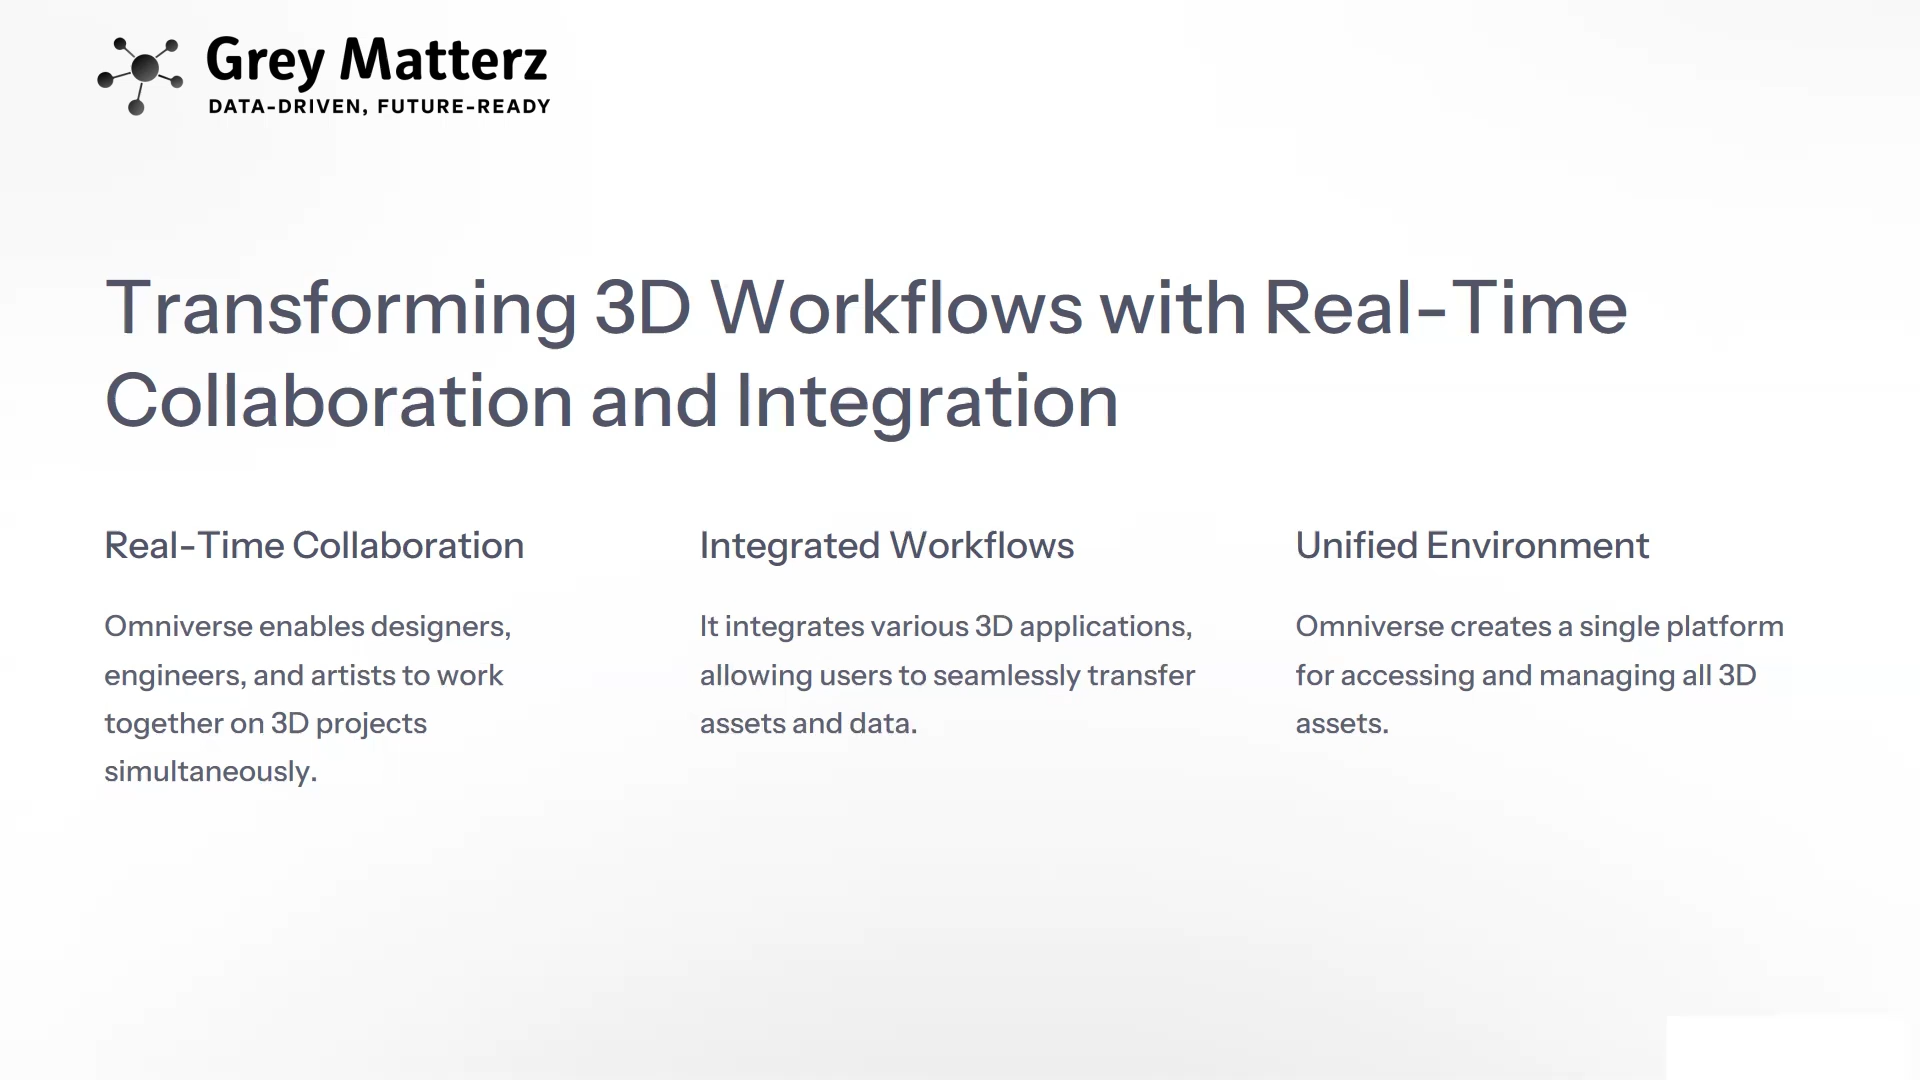 Grey Matterz
DATA-DRIVEN, FUTURE-READY
Transforming 3D Workflows with Real-Time
Collaboration and Integration
Real-Time Collaboration
Omniverse enables designers,
engineers, and artists to work
together on 3D projects
simultaneously.
Integrated Workflows
It integrates various 3D applications,
allowing users to seamlessly transfer
assets and data.
Unified Environment
Omniverse creates a single platform
for accessing and managing all 3D
assets.